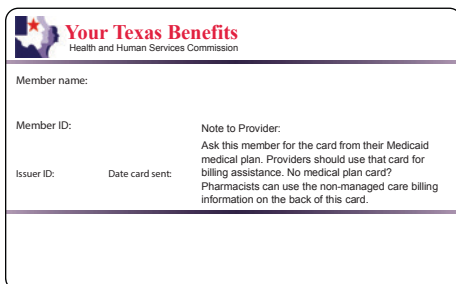 Your Texas Benefits
Health and Human Services Commission
Member name:
Member ID:
Note to Provider:
Ask this member for the card from their Medicaid
medical plan. Providers should use that card for
billing assistance. No medical plan card?
Pharmacists can use the non-managed care billing
information on the back of this card.
Issuer ID:
Date card sent: